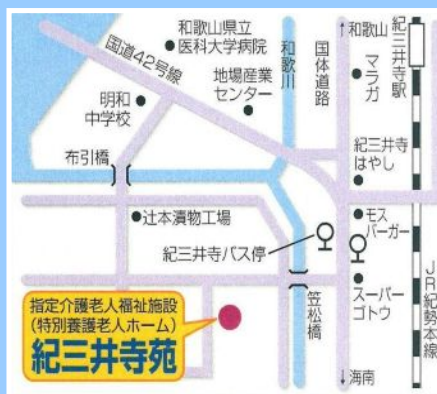 和歌山県立
医科大学病院
国道42号線
地場産業
センター
和歌川
国体道路
↑和歌山
マラガ
紀三井寺駅
明和
中学校
布引橋
紀三井寺
はやし
辻本漬物工場
モス
バーガー
紀三井寺バス停
指定介護老人福祉施設
(特別養護老人ホーム)
紀三井寺苑
笠松橋
スーパー
ゴトウ
JR紀勢本線
↓海南